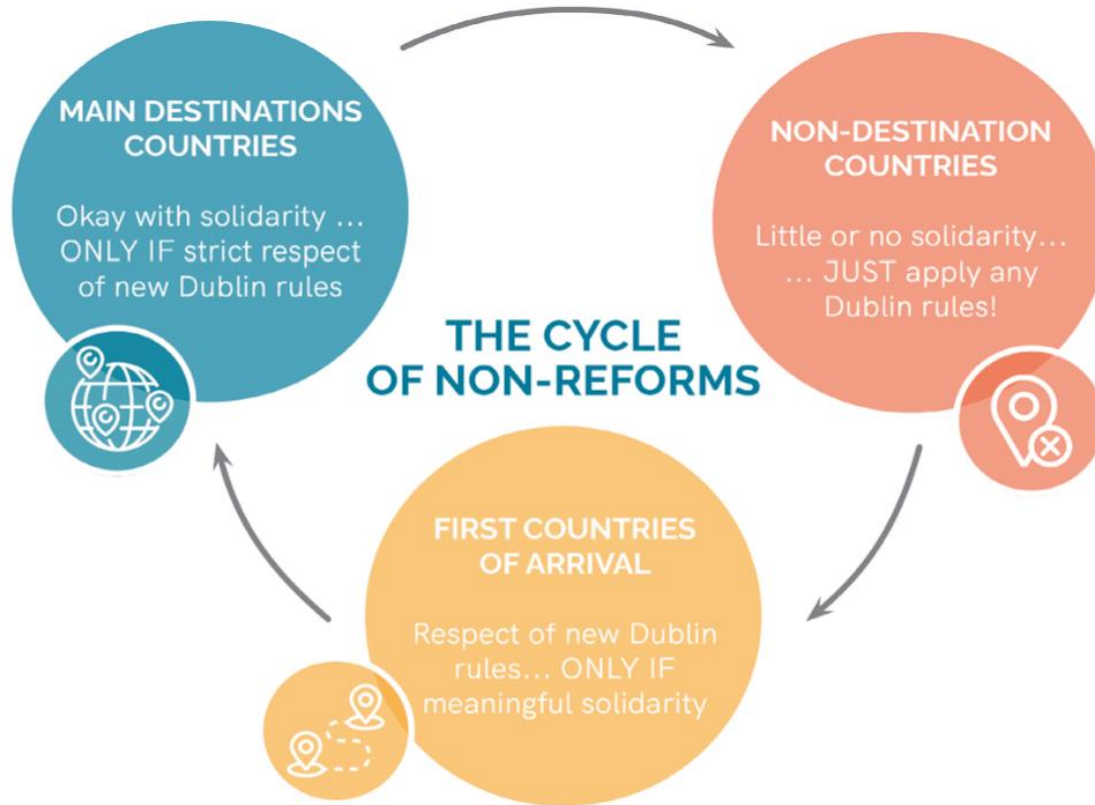 MAIN DESTINATIONS
COUNTRIES
Okay with solidarity ...
ONLY IF strict respect
of new Dublin rules
NON-DESTINATION
COUNTRIES
Little or no solidarity...
... JUST apply any
Dublin rules!
THE CYCLE
OF NON-REFORMS
FIRST COUNTRIES
OF ARRIVAL
Respect of new Dublin
rules... ONLY IF
meaningful solidarity